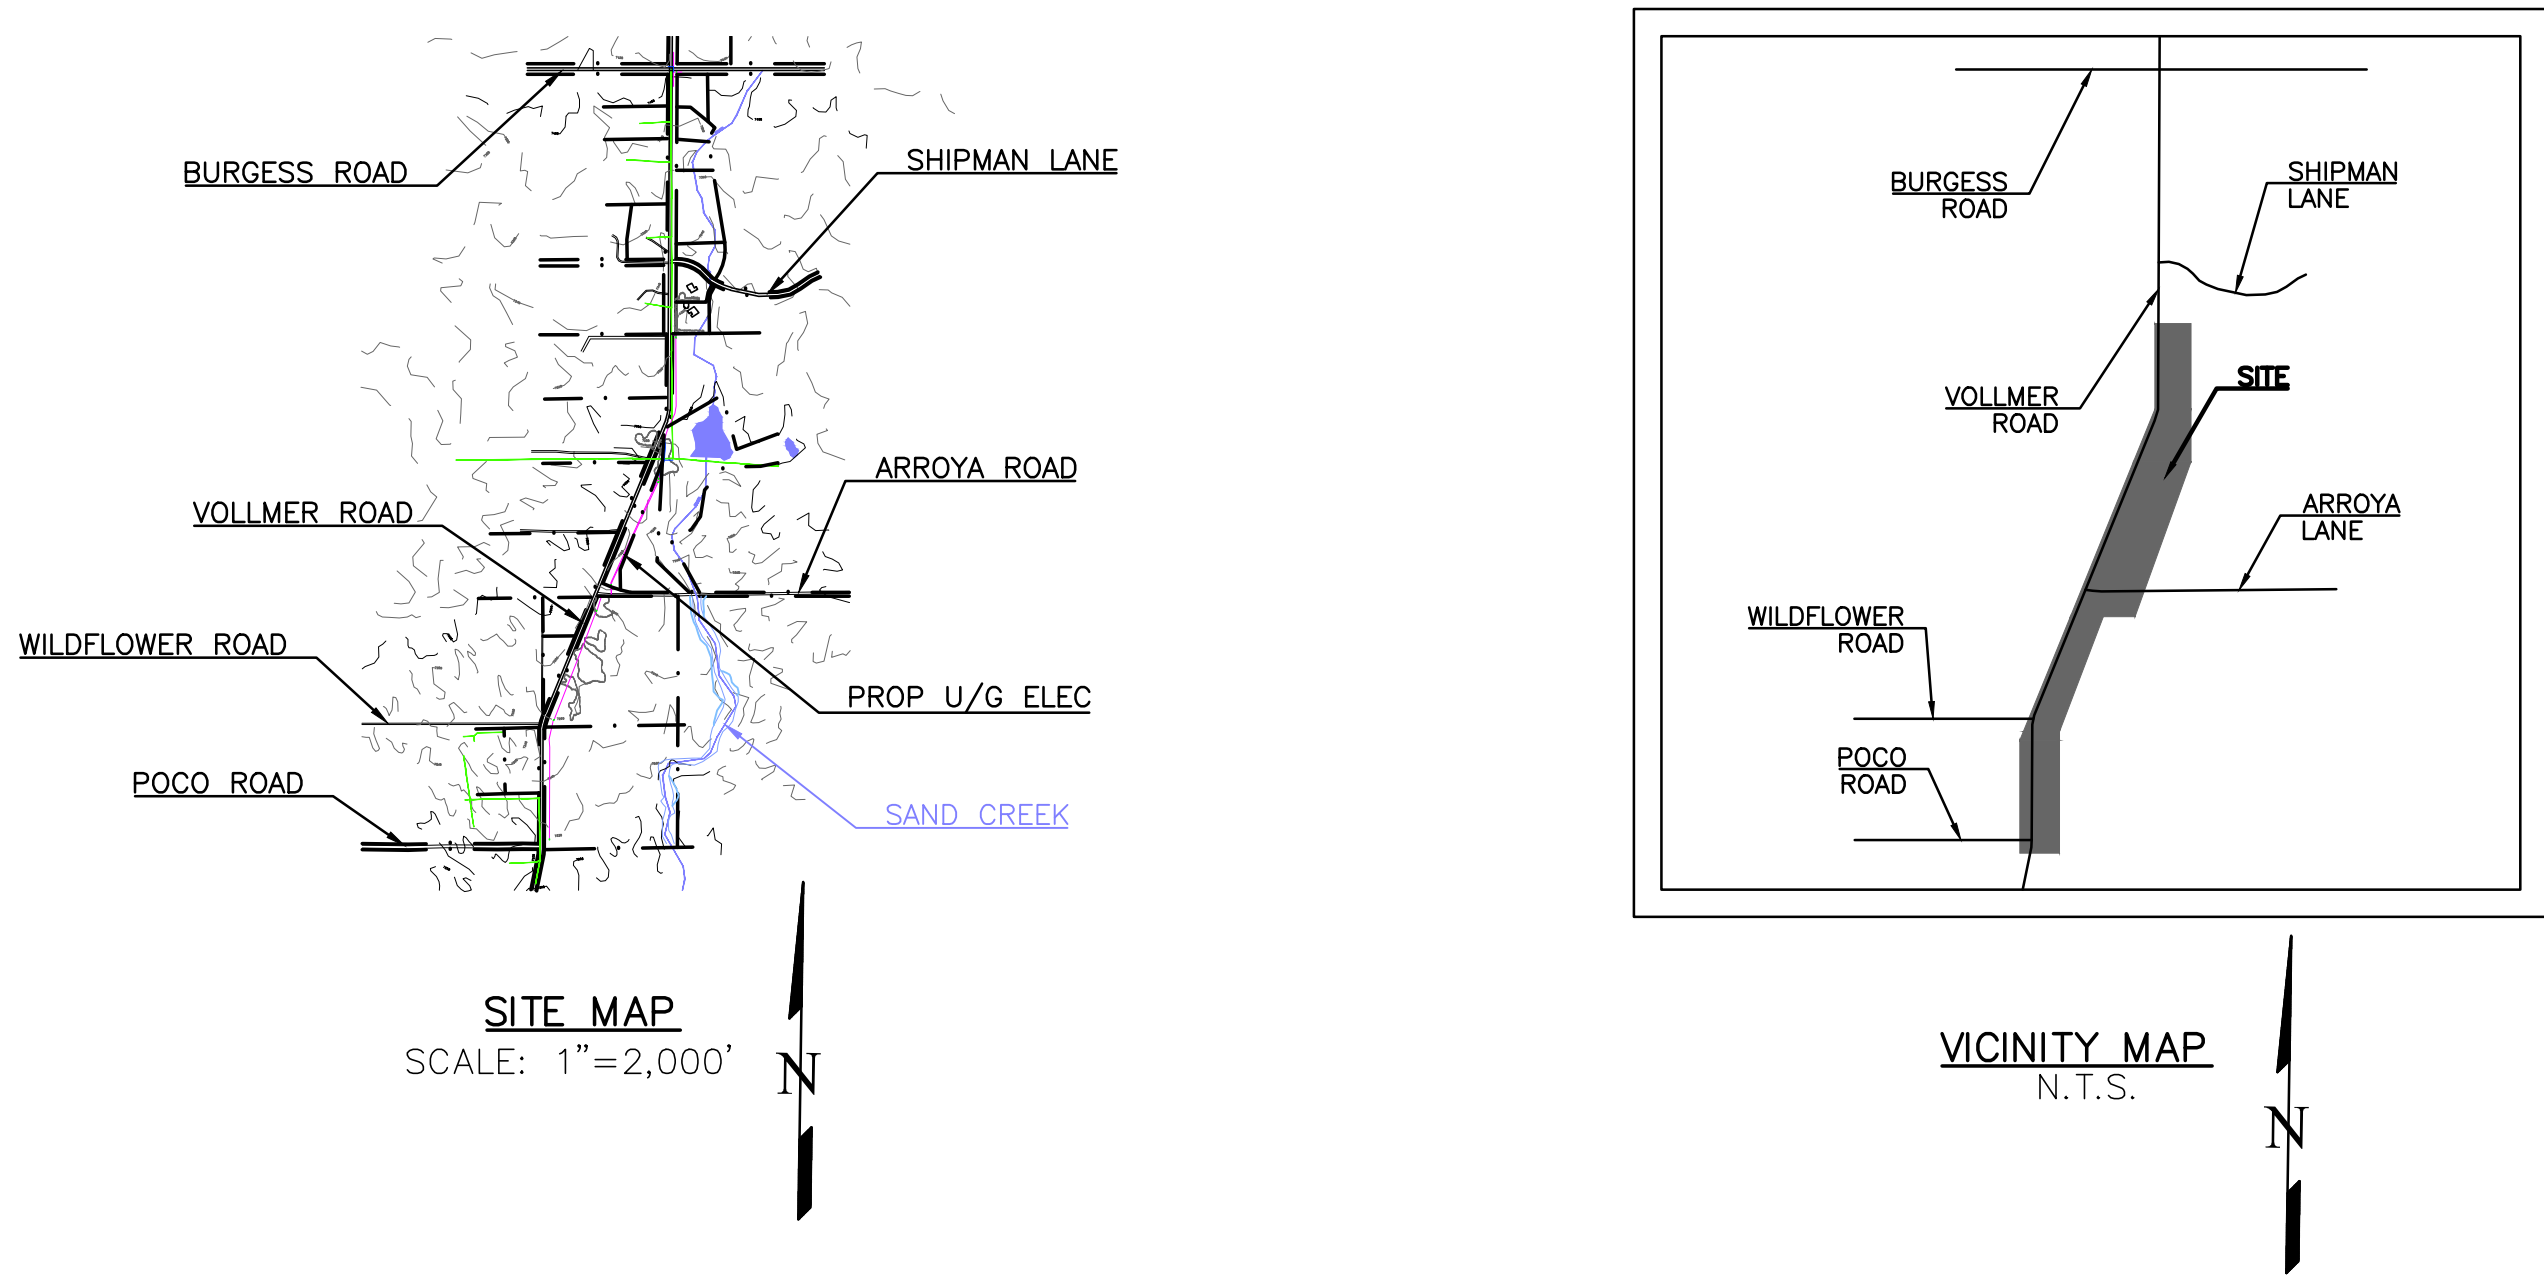 BURGESS ROAD
SHIPMAN LANE
ARROYA ROAD
VOLLMER ROAD
WILDFLOWER ROAD
PROP U/G ELEC
POCO ROAD
SAND CREEK
SITE MAP
SCALE: 1"=2,000'
N
BURGESS
ROAD
SHIPMAN
LANE
SITE
VOLLMER
ROAD
ARROYA
LANE
WILDFLOWER
ROAD
POCO
ROAD
VICINITY MAP
N.T.S.
N